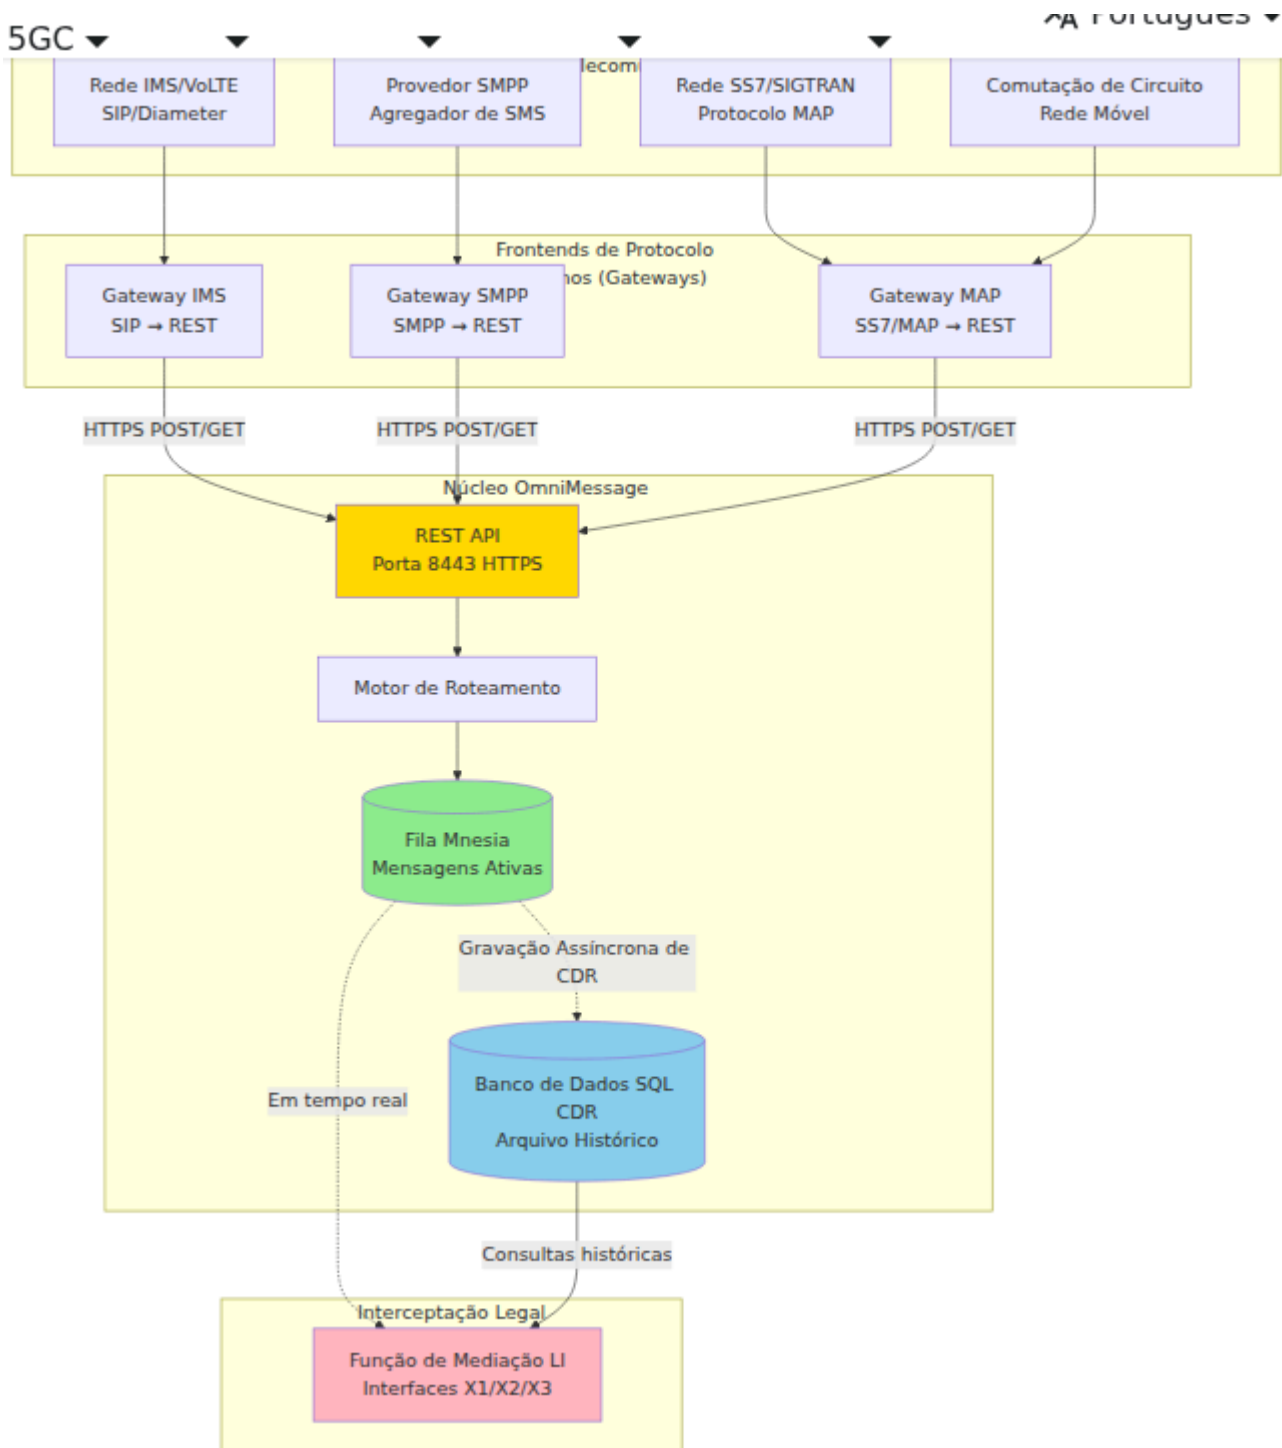 Português
5GC
lecom
Rede IMS/VoLTE
SIP/Diameter
Provedor SMPP
Agregador de SMS
Rede SS7/SIGTRAN
Protocolo MAP
Comutação de Circuito
Rede Móvel
Frontends de Protocolo
nos (Gateways)
Gateway IMS
SIP → REST
Gateway SMPP
SMPP → REST
Gateway MAP
SS7/MAP → REST
HTTPS POST/GET
HTTPS POST/GET
HTTPS POST/GET
Núcleo OmniMessage
REST API
Porta 8443 HTTPS
Motor de Roteamento
Fila Mnesia
Mensagens Ativas
Gravação Assíncrona de
CDR
Banco de Dados SQL
CDR
Arquivo Histórico
Em tempo real
Consultas históricas
Interceptação Legal
Função de Mediação LI
Interfaces X1/X2/X3